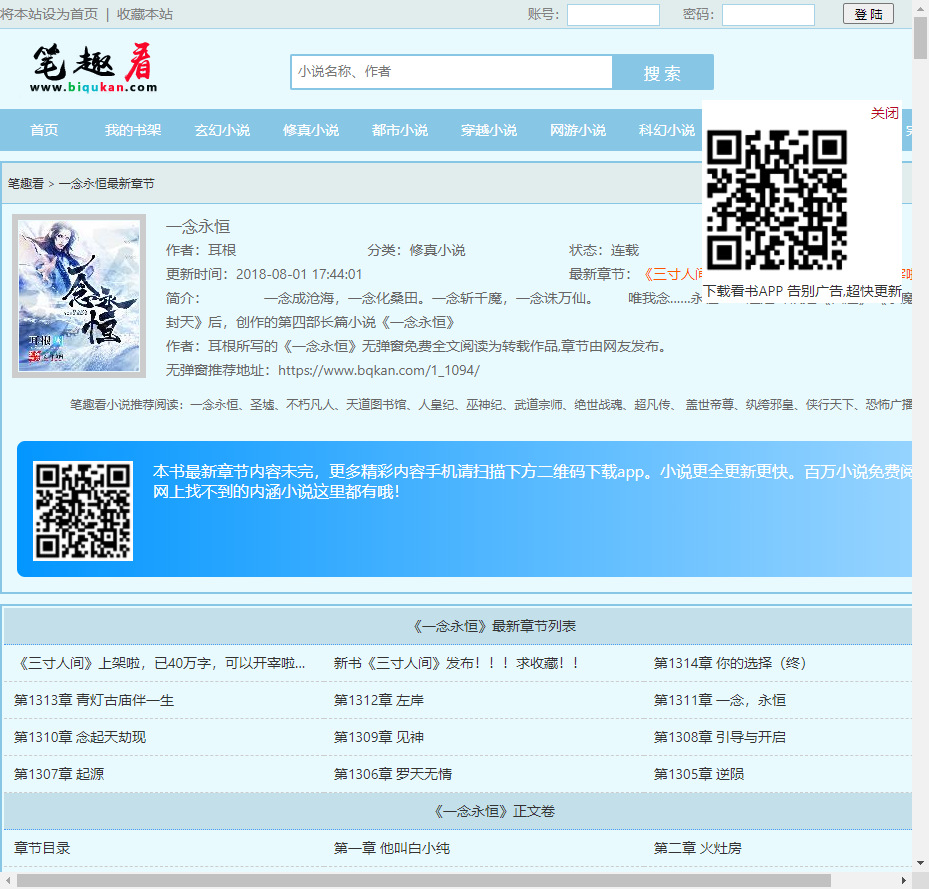 将本站设为首页 | 收藏本站 账号: 密码: 登 陆
笔趣看
www.biqukan.com
小说名称、作者 搜 索
首页 我的书架 玄幻小说 修真小说 都市小说 穿越小说 网游小说 科幻小说
关闭
笔趣看 > 一念永恒最新章节
一念永恒
作者：耳根 分类：修真小说 状态：连载
更新时间：2018-08-01 17:44:01 最新章节：《三寸人间
下载看书APP 告别广告,超快更新
简介： 一念成沧海，一念化桑田。一念斩千魔，一念诛万仙。 唯我念……永
封天》后，创作的第四部长篇小说《一念永恒》
作者：耳根所写的《一念永恒》无弹窗免费全文阅读为转载作品,章节由网友发布。
无弹窗推荐地址：https://www.bqkan.com/1_1094/
一念永恒
耳根
笔趣看小说推荐阅读：一念永恒、圣墟、不朽凡人、天道图书馆、人皇纪、巫神纪、武道宗师、绝世战魂、超凡传、 盖世帝尊、纨绔邪皇、侠行天下、恐怖广播
本书最新章节内容未完，更多精彩内容手机请扫描下方二维码下载app。小说更全更新更快。百万小说免费阅
网上找不到的内涵小说这里都有哦！
《一念永恒》最新章节列表
《三寸人间》上架啦，已40万字，可以开宰啦... 新书《三寸人间》发布！！！求收藏！！ 第1314章 你的选择（终）
第1313章 青灯古庙伴一生 第1312章 左岸 第1311章 一念，永恒
第1310章 念起天劫现 第1309章 见神 第1308章 引导与开启
第1307章 起源 第1306章 罗天无情 第1305章 逆陨
《一念永恒》正文卷
章节目录 第一章 他叫白小纯 第二章 火灶房